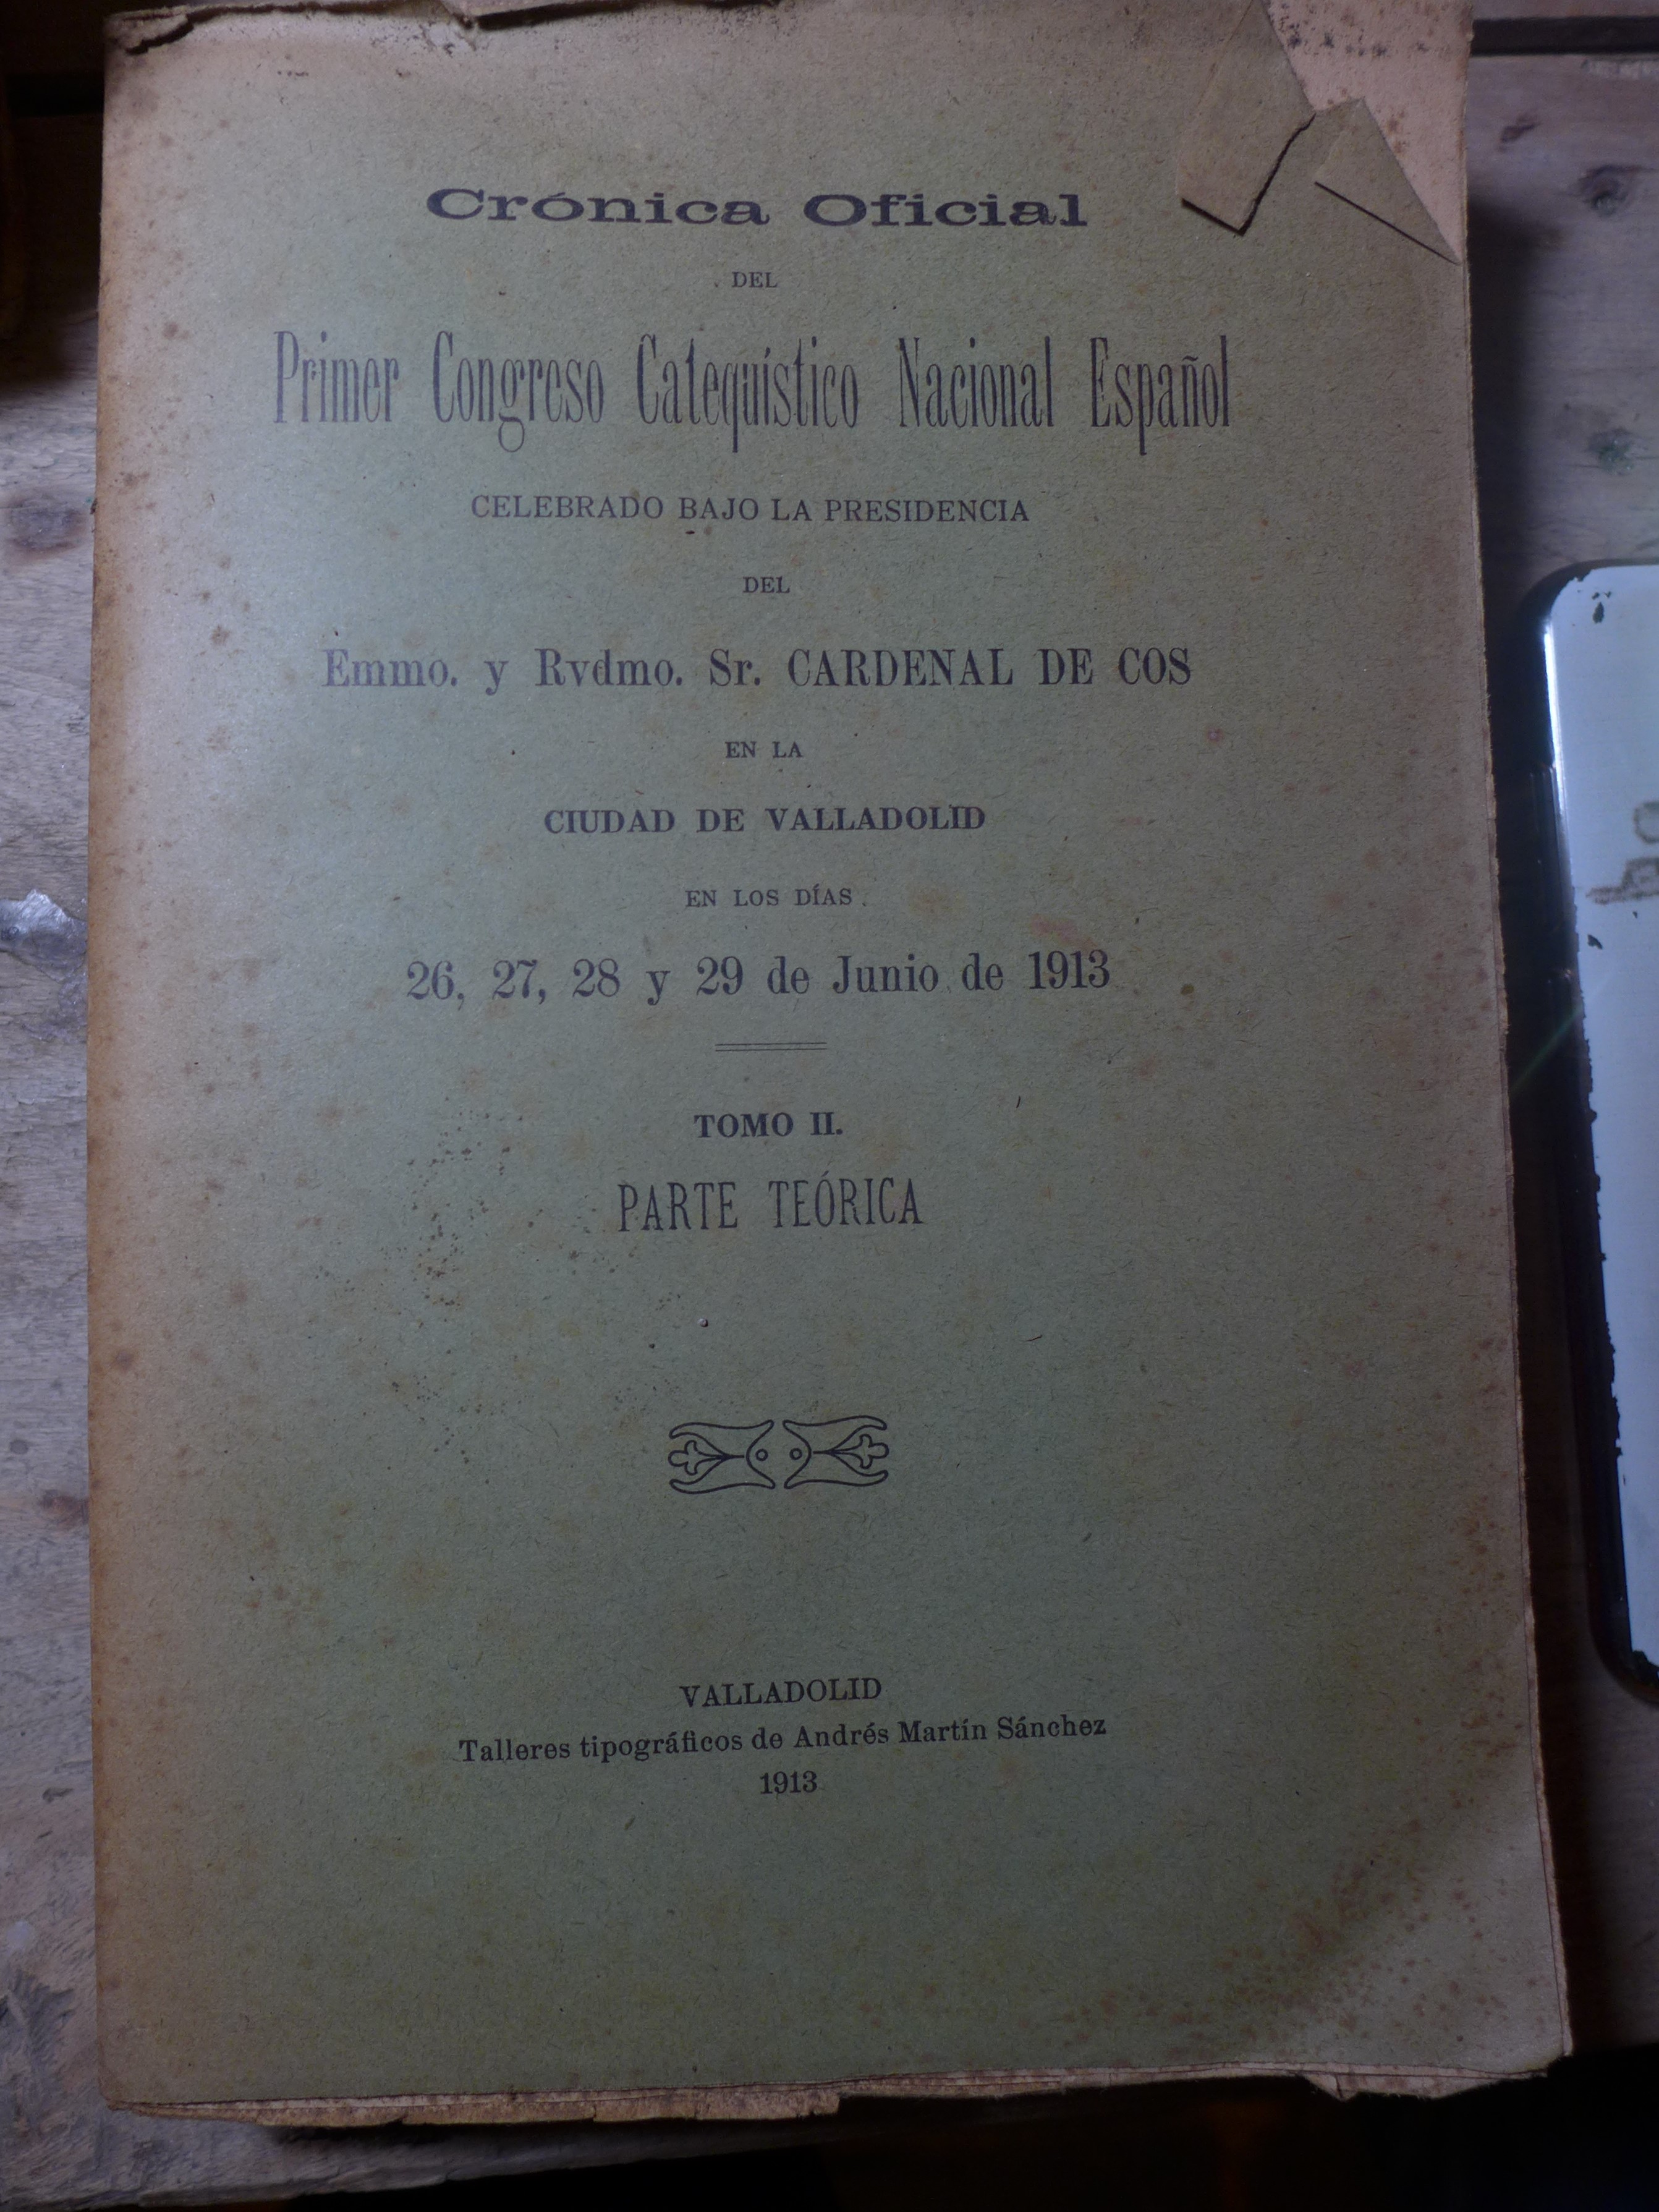 Crónica Oficial
DEL
Primer Congreso Catequístico Nacional Español
CELEBRADO BAJO LA PRESIDENCIA
DEL
Emmo. y Rvdmo. Sr. CARDENAL DE COS
EN LA
CIUDAD DE VALLADOLID
EN LOS DÍAS
26, 27, 28 y 29 de Junio de 1913
TOMO II.
PARTE TEÓRICA
VALLADOLID
Talleres tipográficos de Andrés Martín Sánchez
1913